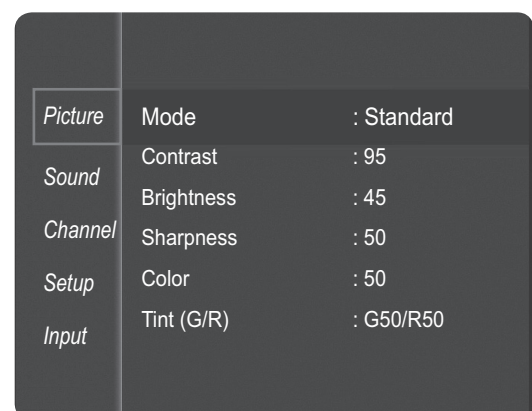 Picture
Sound
Channel
Setup
Input
Mode : Standard
Contrast : 95
Brightness : 45
Sharpness : 50
Color : 50
Tint (G/R) : G50/R50